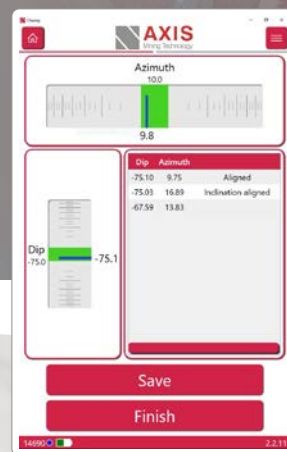 AXIS
Mining Technology
Azimuth
10.0
9.8
Dip
-75.0
-75.1
Dip Azimuth
-75.10 9.75 Aligned
-75.03 16.89 Inclination aligned
-67.59 13.83
Save
Finish
14690 2.2.11